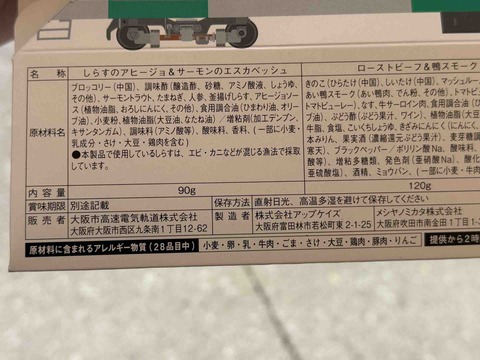 名 称 しらすのアヒージョ＆サーモンのエスカベッシュ
原材料名
ブロッコリー(中国)、調味酢(醸造酢、砂糖、アミノ酸液、しょうゆ、
その他)、サーモントラウト、たまねぎ、人参、釜揚げしらす、アヒージョソー
ス(植物油脂、おろしにんにく、その他)、食用調合油(ひまわり油、オリー
ブ油)、小麦粉、植物油脂(大豆油、なたね油)／増粘剤(加工デンプン、
キサンタンガム)、調味料(アミノ酸等)、酸味料、香料、(一部に小麦・
乳成分・さけ・大豆・鶏肉を含む)
●本製品で使用しているしらすは、エビ・カニなどが混じる漁法で採取
しています。
ローストビーフ＆鴨スモーク
きのこ(ひらたけ(中国)、しいたけ(中国)、マッシュルーム
あい鴨スモーク(あい鴨肉、でん粉、その他)、トマトピュー
トマトピューレー)、なす、牛サーロイン肉、食用調合油
油)、ぶどう酢(ぶどう酢、ワイン)、植物油脂(大豆
牛脂、食塩、こいくちしょうゆ、きざみにんにく(にんにく
本みりん、果実酒(濃縮還元ぶどう果汁)、麦芽糖調
寒天)、ブラックペパー／ポリリン酸Na、酸味料、
等)、増粘多糖類、発色剤(亜硝酸Na)、酸化
亜硫酸塩)、酒精、ミョウバン、(一部に小麦
内 容 量 90g 120g
賞味期限 別途記載 保存方法 直射日光、高温多湿を避けて保存してください
販 売 者 大阪市高速電気軌道株式会社
大阪府大阪市西区九条南1丁目12-62
製 造 者 株式会社アップケイズ
大阪府富田林市若松町東2-1-25
メシヤノミカタ株式会社
大阪府吹田市金田町1丁
原材料に含まれるアレルギー物質(28品目中) 小麦・卵・乳・牛肉・ごま・さけ・大豆・鶏肉・豚肉・りんご 提供から2時